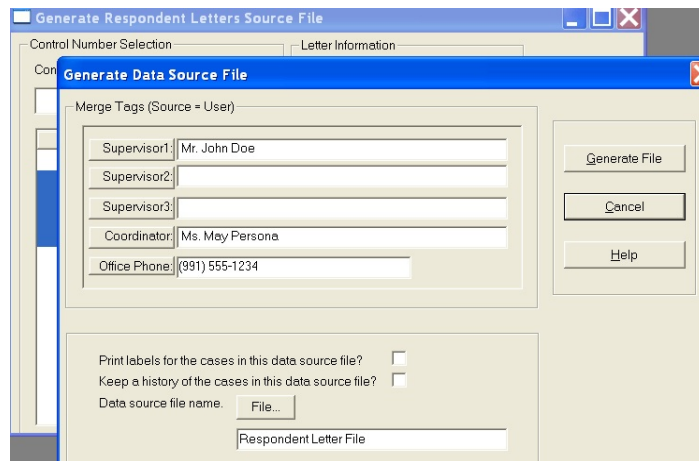 Generate Respondent Letters Source File
Control Number Selection
Letter Information
Con
Generate Data Source File
Merge Tags (Source = User)
Supervisor1: Mr. John Doe
Supervisor2:
Supervisor3:
Coordinator: Ms. May Persona
Office Phone: (991) 555-1234
Generate File
Cancel
Help
Print labels for the cases in this data source file?
Keep a history of the cases in this data source file?
Data source file name. File...
Respondent Letter File